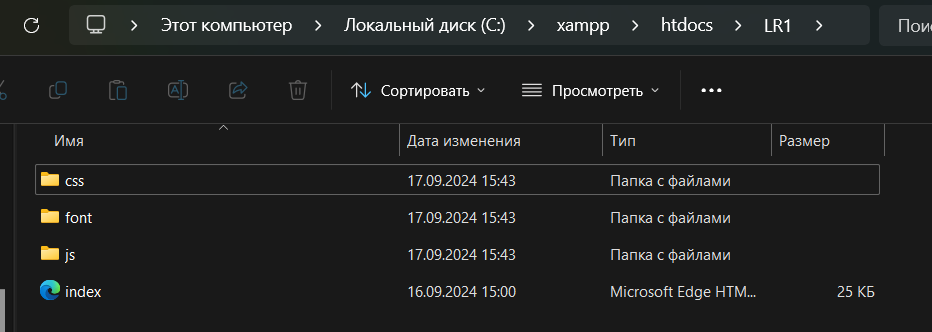 Этот компьютер > Локальный диск (C:) > xampp > htdocs > LR1 >
Сортировать Просмотреть •••
Имя Дата изменения Тип Размер
css 17.09.2024 15:43 Папка с файлами
font 17.09.2024 15:43 Папка с файлами
js 17.09.2024 15:43 Папка с файлами
index 16.09.2024 15:00 Microsoft Edge HTM... 25 КБ